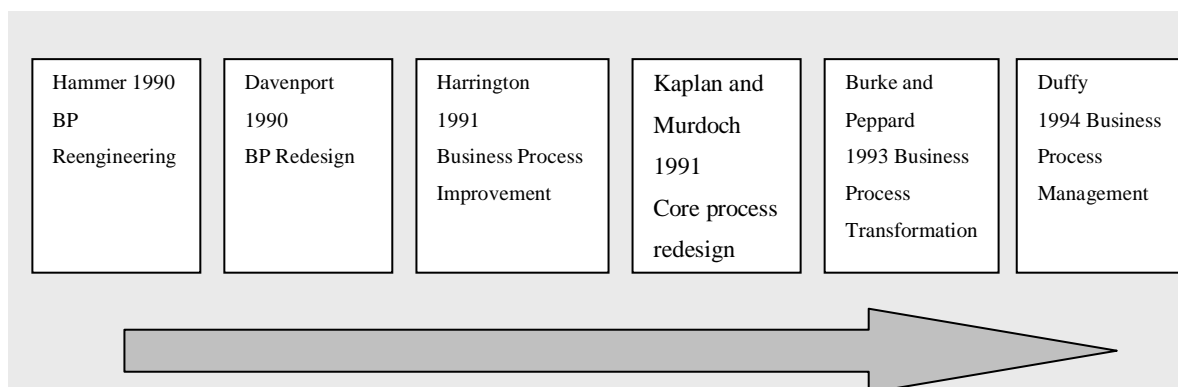 Hammer 1990
BP
Reengineering
Davenport
1990
BP Redesign
Harrington
1991
Business Process
Improvement
Kaplan and
Murdoch
1991
Core process
redesign
Burke and
Peppard
1993 Business
Process
Transformation
Duffy
1994 Business
Process
Management